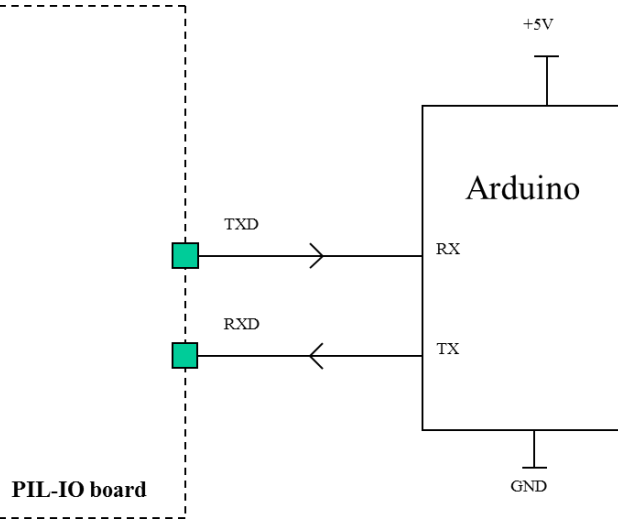 +5V
Arduino
TXD
RX
RXD
TX
PIL-IO board
GND